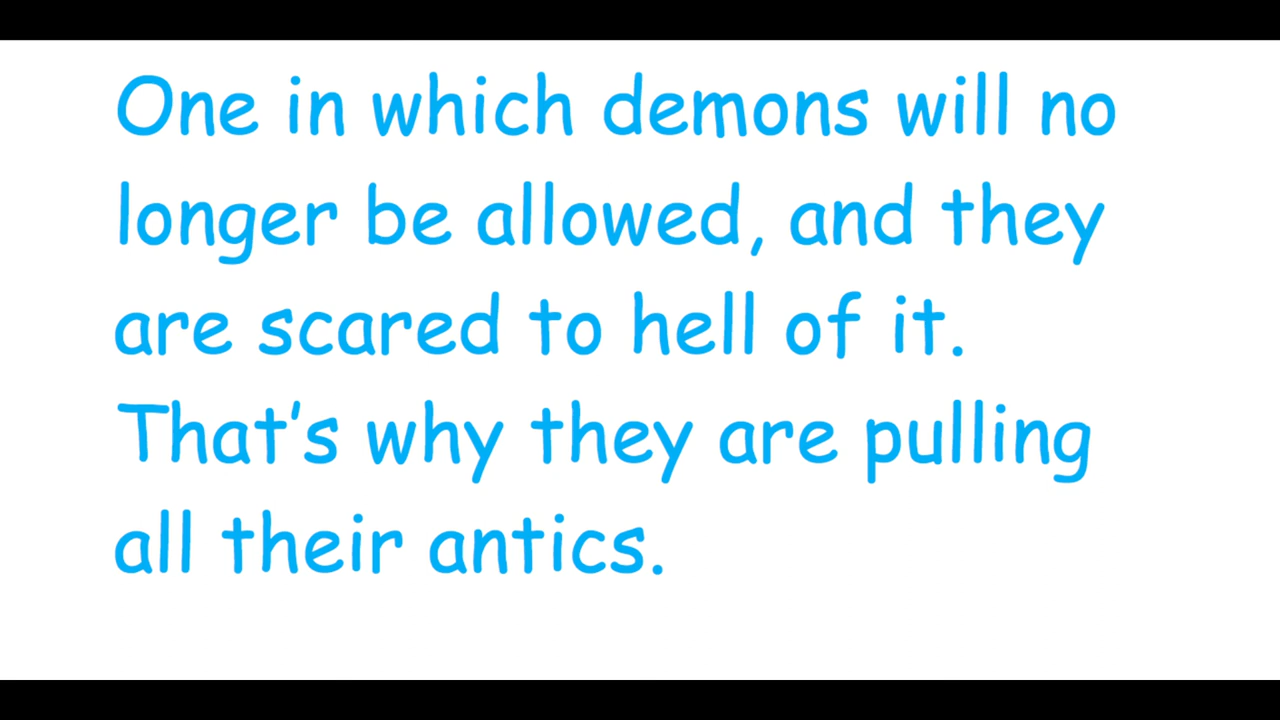 One in which demons will no
longer be allowed, and they
are scared to hell of it.
That’s why they are pulling
all their antics.